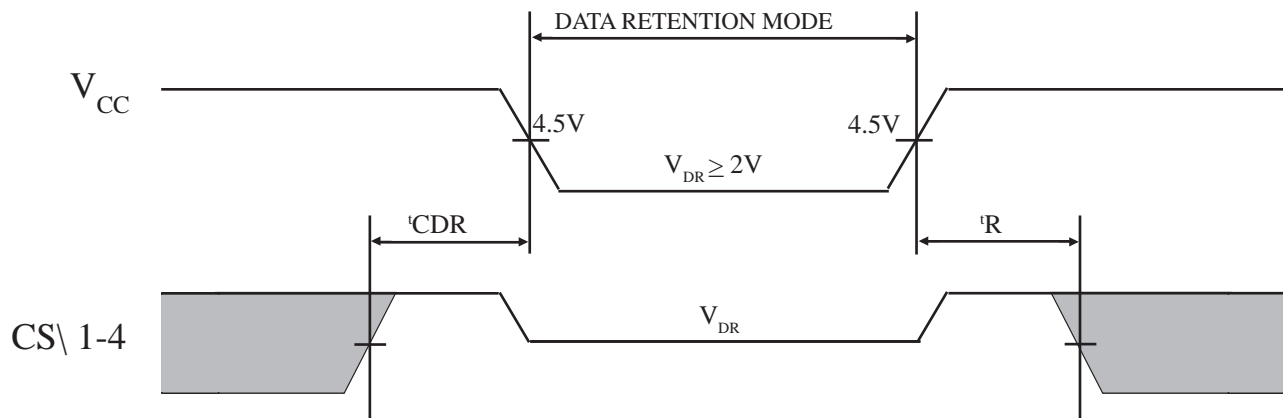 DATA RETENTION MODE
VCC
4.5V 4.5V
VDR ≥ 2V
tCDR tR
CS\ 1-4 VDR